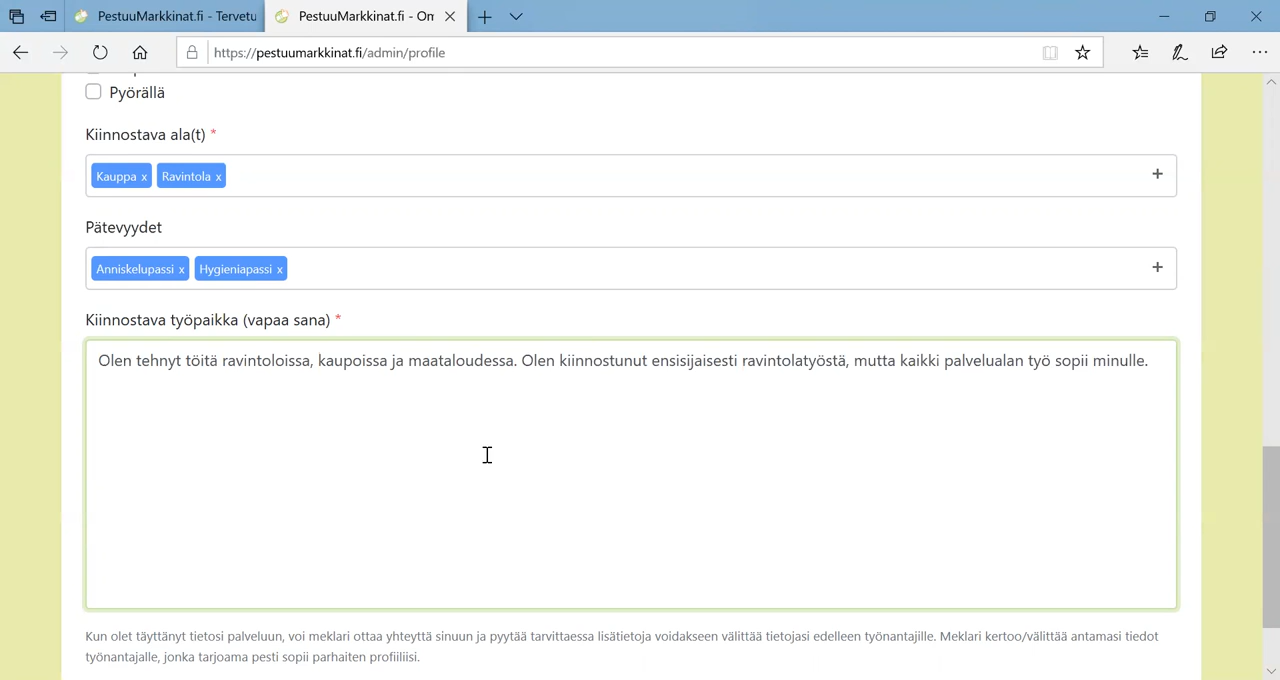 PestuuMarkkinat.fi - Tervetu
PestuuMarkkinat.fi - On
https://pestuumarkkinat.fi/admin/profile
Pyörällä
Kiinnostava ala(t) *
Kauppa x Ravintola x
Pätevyydet
Anniskelupassi x Hygieniapassi x
Kiinnostava työpaikka (vapaa sana) *
Olen tehnyt töitä ravintoloissa, kaupoissa ja maataloudessa. Olen kiinnostunut ensisijaisesti ravintolatyöstä, mutta kaikki palvelualan työ sopii minulle.
Kun olet täyttänyt tietosi palveluun, voi meklari ottaa yhteyttä sinuun ja pyytää tarvittaessa lisätietoja voidakseen välittää tietojasi edelleen työnantajille. Meklari kertoo/välittää antamasi tiedot
työnantajalle, jonka tarjoama pesti sopii parhaiten profiiliisi.